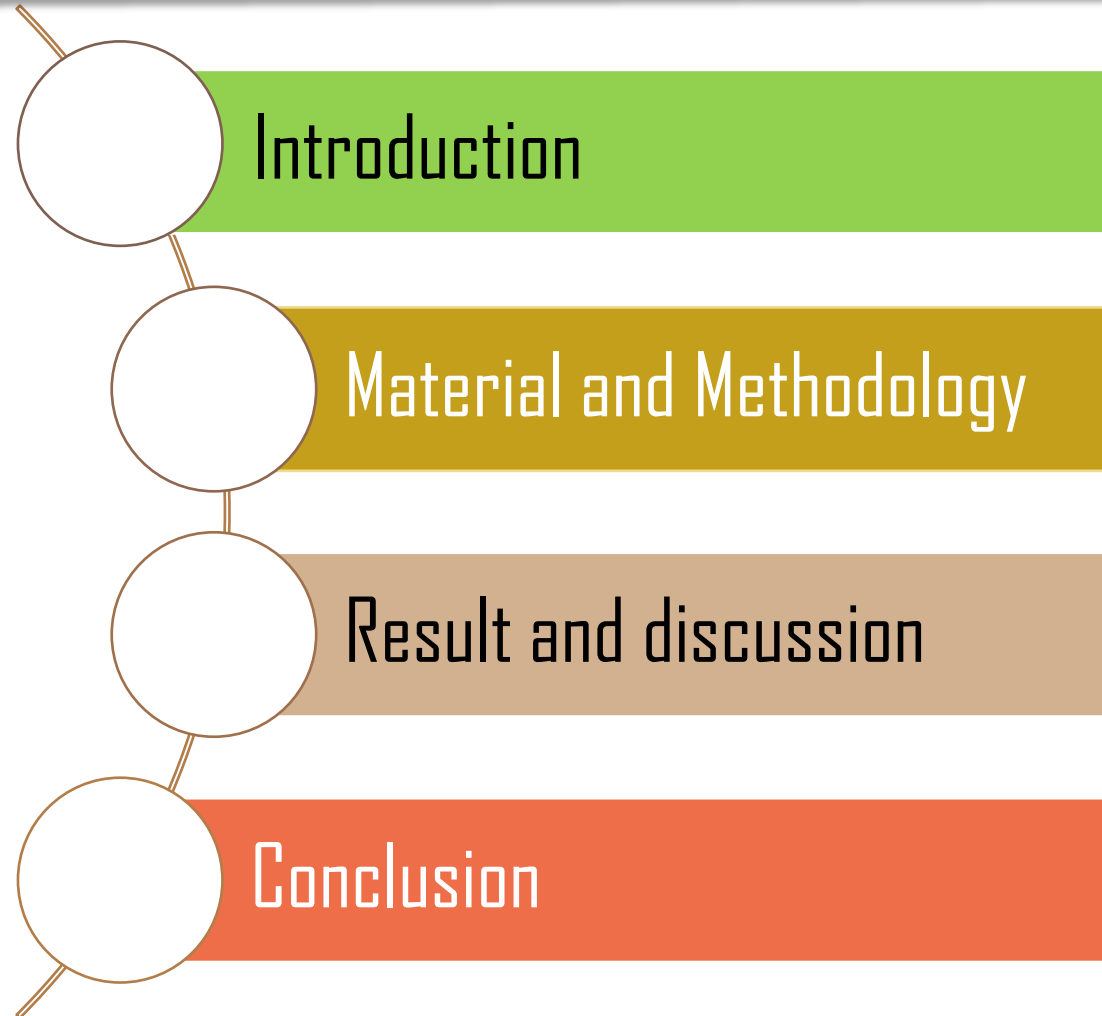 Introduction
Material and Methodology
Result and discussion
Conclusion